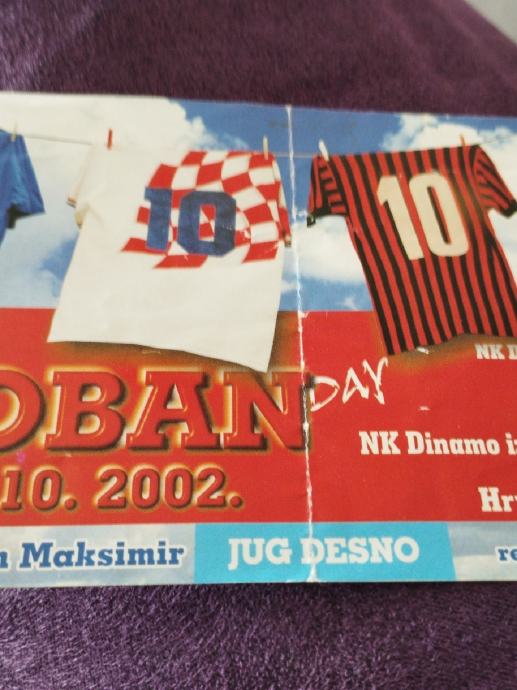 10
10
NK D
OBAN DAY
NK Dinamo i
10. 2002.
Hr
n Maksimir
JUG DESNO
re